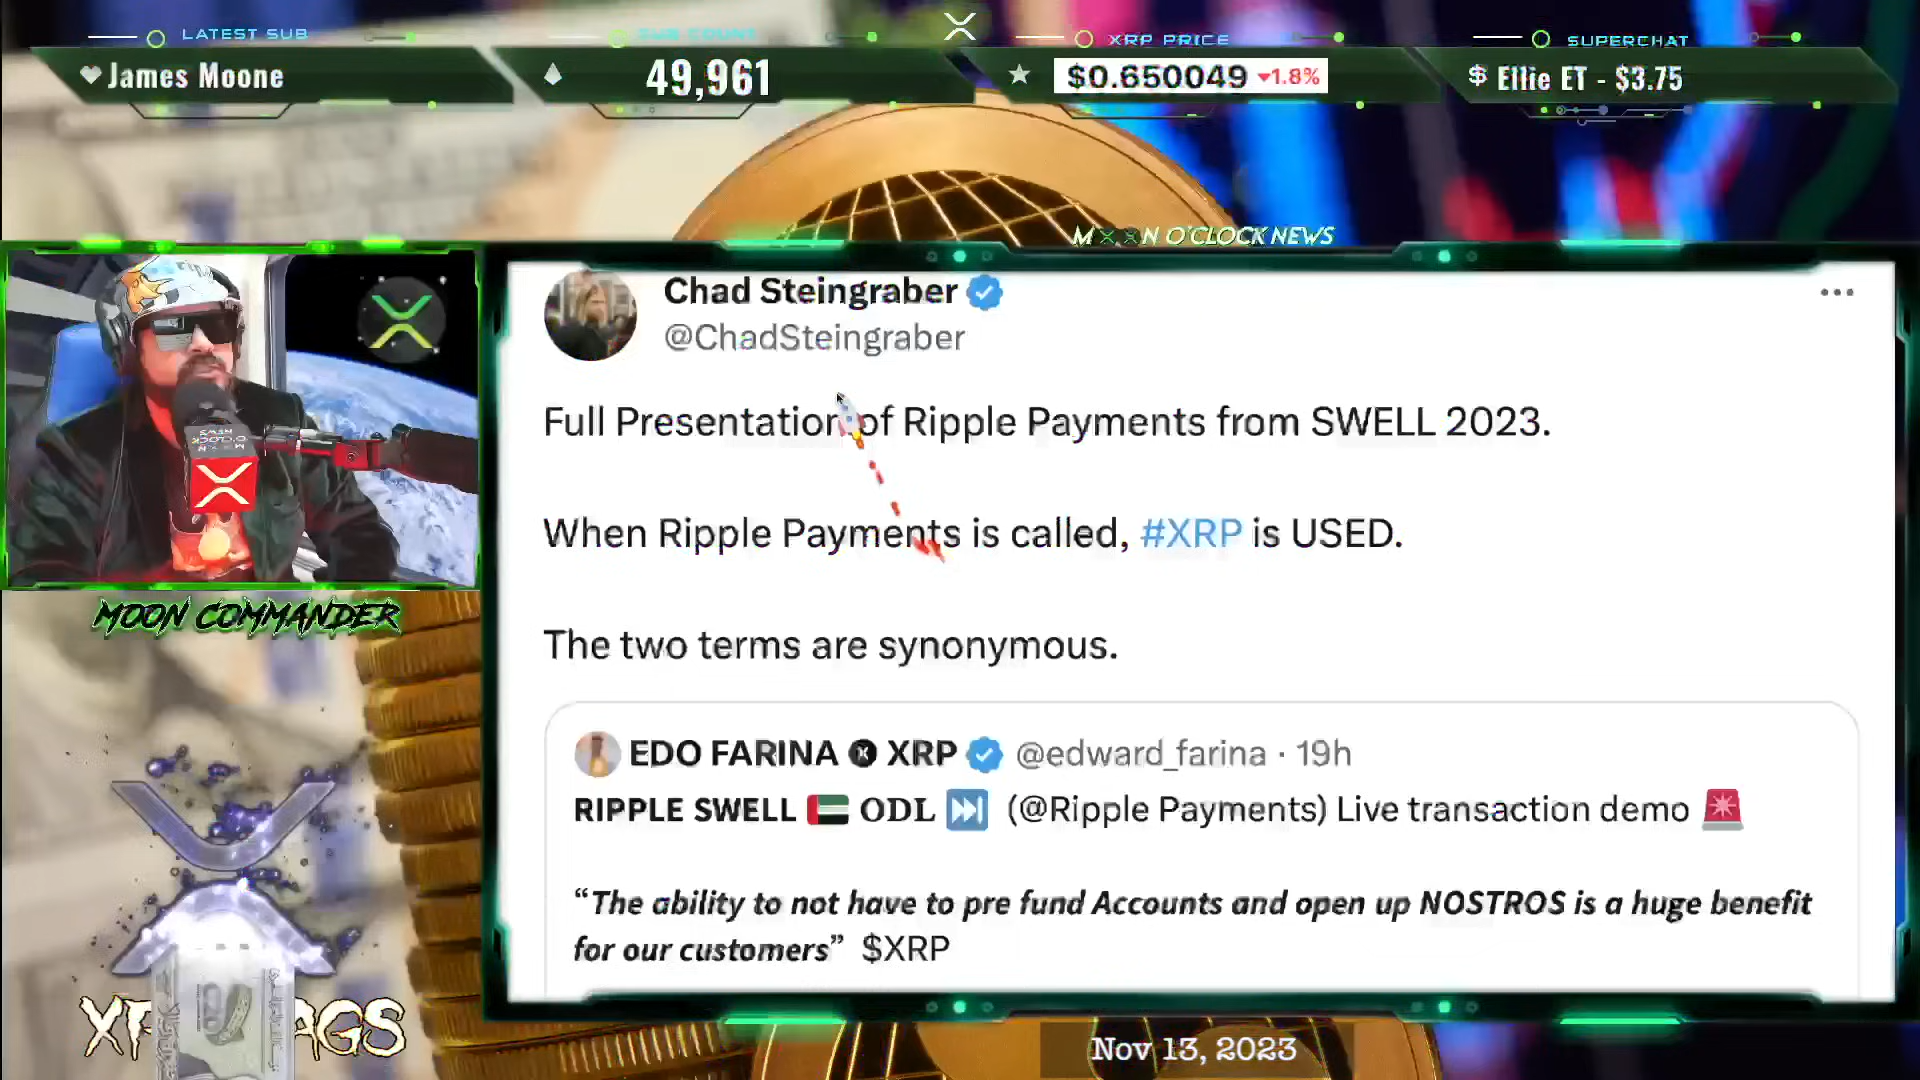 LATEST SUB
SUB COUNT
XRP PRICE
SUPERCHAT
James Moone
49,961
$0.650049 ▾1.8%
$ Ellie ET - $3.75
M N O'CLOCK NEWS
Chad Steingraber
@ChadSteingraber
Full Presentation of Ripple Payments from SWELL 2023.
When Ripple Payments is called, #XRP is USED.
The two terms are synonymous.
EDO FARINA XRP @edward_farina · 19h
RIPPLE SWELL 🇦🇪 ODL ⏭️ (@Ripple Payments) Live transaction demo 🚨
“The ability to not have to pre fund Accounts and open up NOSTROS is a huge benefit
for our customers” $XRP
MOON COMMANDER
Nov 13, 2023